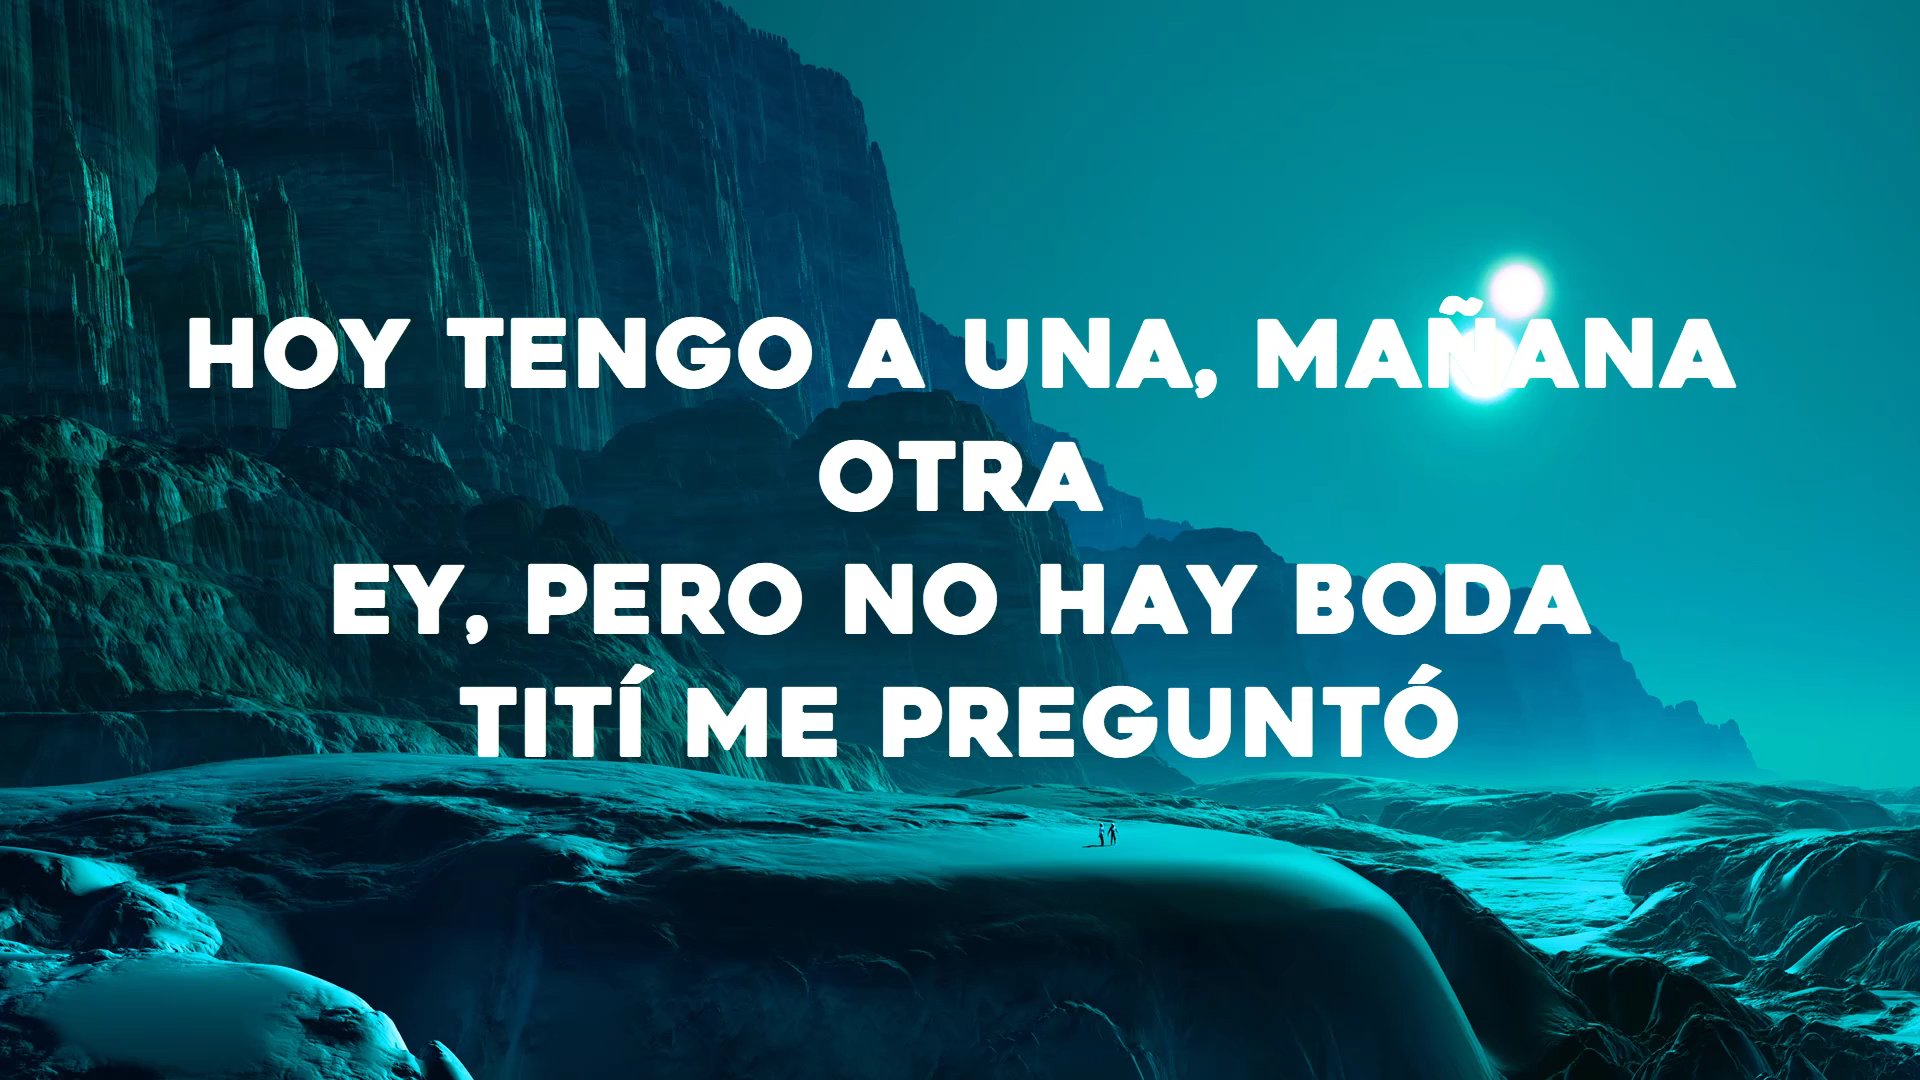 HOY TENGO A UNA, MAÑANA
OTRA
EY, PERO NO HAY BODA
TITÍ ME PREGUNTÓ